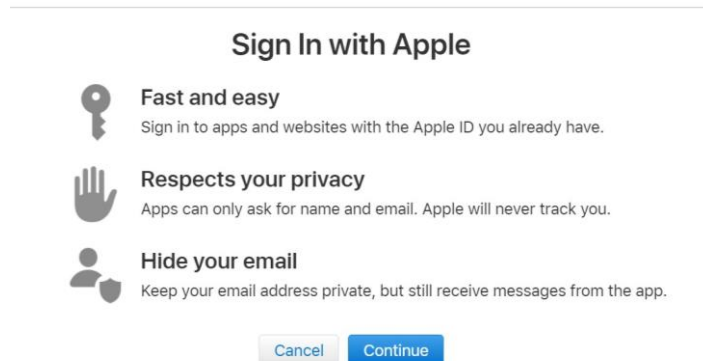 Sign In with Apple
Fast and easy
Sign in to apps and websites with the Apple ID you already have.
Respects your privacy
Apps can only ask for name and email. Apple will never track you.
Hide your email
Keep your email address private, but still receive messages from the app.
Cancel Continue